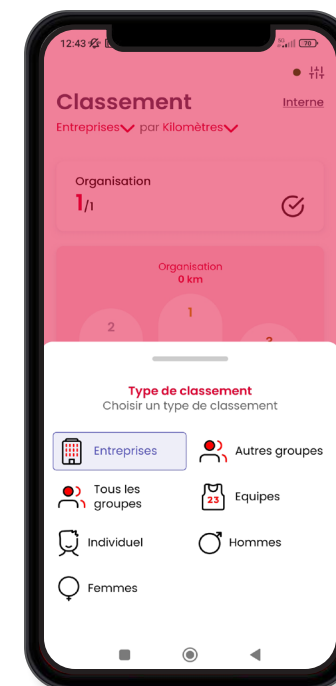 12:43
70
Classement
Interne
Entreprises par Kilomètres
Organisation
1/1
Organisation
0 km
1
2
Type de classement
Choisir un type de classement
Entreprises
Autres groupes
Tous les
groupes
23
Equipes
Individuel
Hommes
Femmes